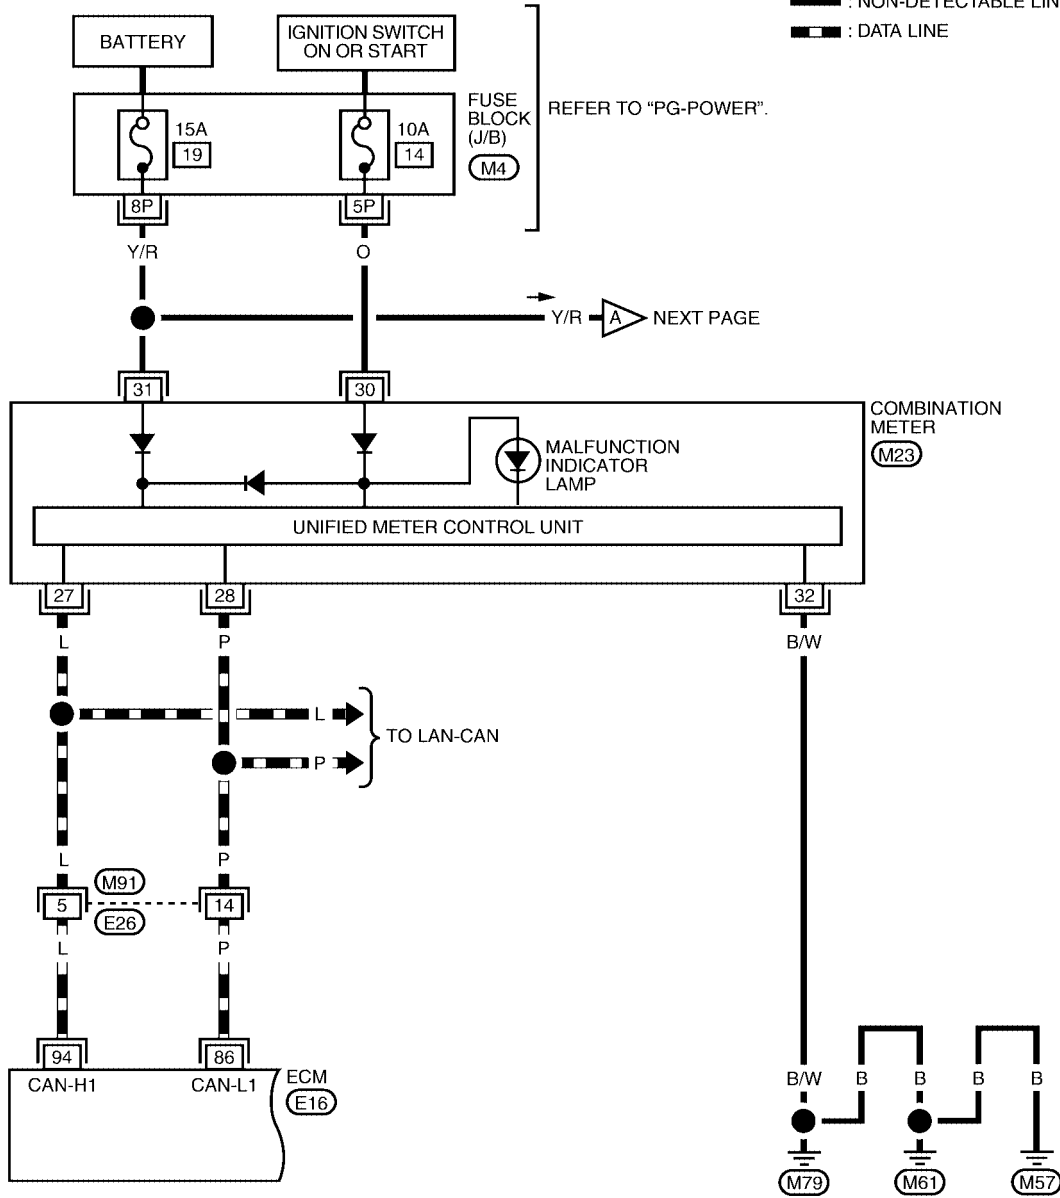 : NON-DETECTABLE LIN
: DATA LINE
BATTERY
IGNITION SWITCH
ON OR START
FUSE
BLOCK
(J/B)
M4
REFER TO “PG-POWER”.
15A
19
10A
14
8P
5P
Y/R
O
Y/R
A
NEXT PAGE
31
30
COMBINATION
METER
M23
MALFUNCTION
INDICATOR
LAMP
UNIFIED METER CONTROL UNIT
27
28
32
L
P
B/W
L
TO LAN-CAN
P
L
P
M91
5
14
E26
L
P
94
86
CAN-H1
CAN-L1
ECM
E16
B/W
B
B
B
B
M79
M61
M57